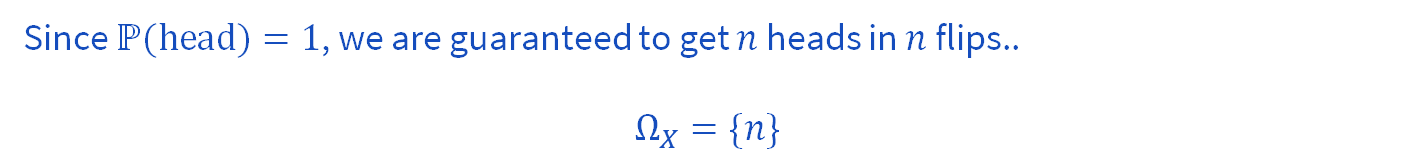 Since ℙ(head) = 1, we are guaranteed to get n heads in n flips..
Ω_X = {n}